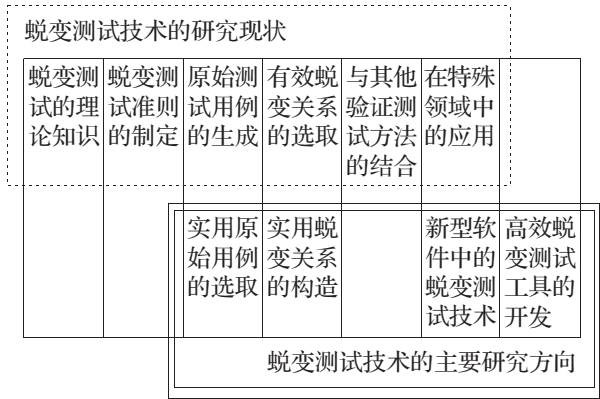 蜕变测试技术的研究现状
蜕变测
试的理
论知识
蜕变测
试准则
的制定
原始测
试用例
的生成
有效蜕
变关系
的选取
与其他
验证测
试方法
的结合
在特殊
领域中
的应用
实用原
始用例
的选取
实用蜕
变关系
的构造
新型软
件中的
蜕变测
试技术
高效蜕
变测试
工具的
开发
蜕变测试技术的主要研究方向